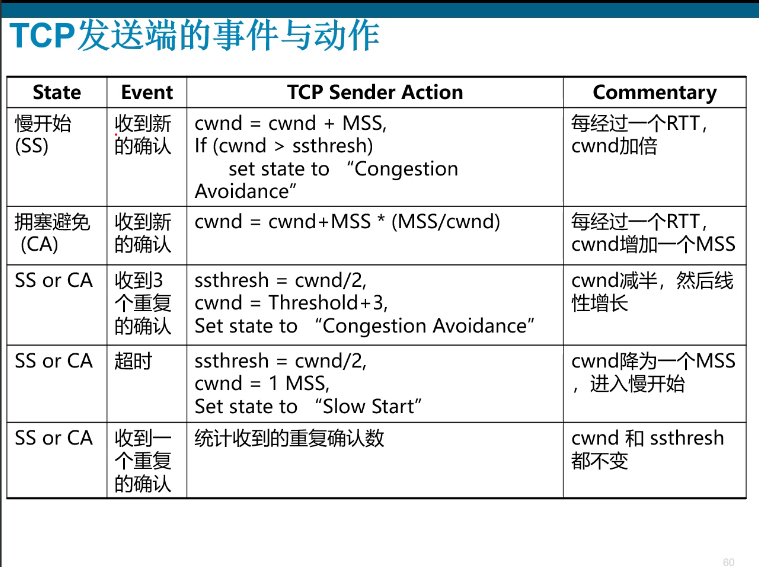 TCP发送端的事件与动作
State Event TCP Sender Action Commentary
慢开始
(SS)
收到新
的确认
cwnd = cwnd + MSS,
If (cwnd > ssthresh)
set state to “Congestion
Avoidance”
每经过一个RTT，
cwnd加倍
拥塞避免
(CA)
收到新
的确认
cwnd = cwnd+MSS * (MSS/cwnd)
每经过一个RTT，
cwnd增加一个MSS
SS or CA
收到3
个重复
的确认
ssthresh = cwnd/2,
cwnd = Threshold+3,
Set state to “Congestion Avoidance”
cwnd减半，然后线
性增长
SS or CA
超时
ssthresh = cwnd/2,
cwnd = 1 MSS,
Set state to “Slow Start”
cwnd降为一个MSS
，进入慢开始
SS or CA
收到一
个重复
的确认
统计收到的重复确认数
cwnd 和 ssthresh
都不变
60